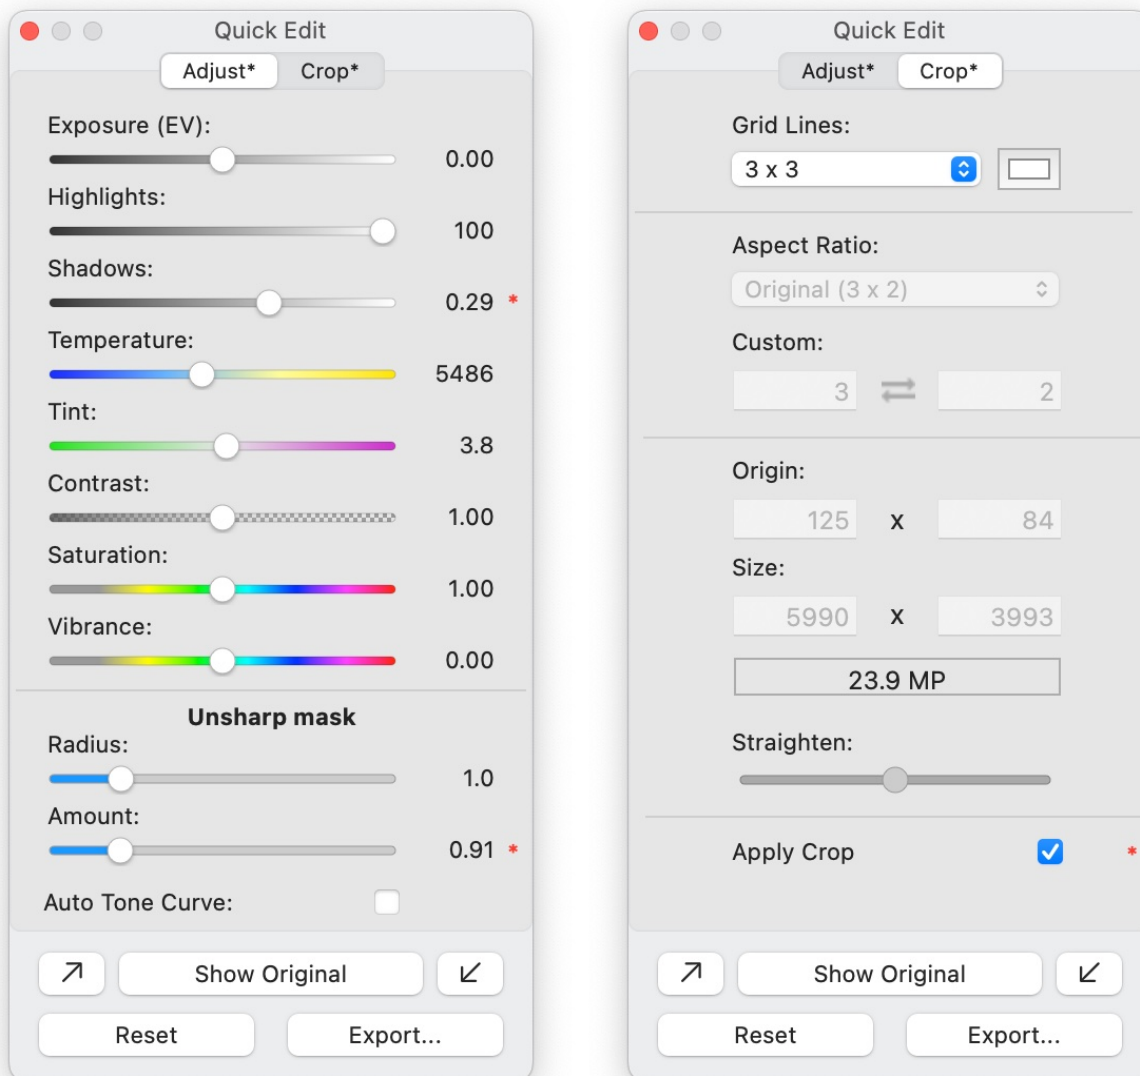 Quick Edit
Adjust* Crop*
Exposure (EV):
0.00
Highlights:
100
Shadows:
0.29 *
Temperature:
5486
Tint:
3.8
Contrast:
1.00
Saturation:
1.00
Vibrance:
0.00
Unsharp mask
Radius:
1.0
Amount:
0.91 *
Auto Tone Curve:
Show Original
Reset Export...
Quick Edit
Adjust* Crop*
Grid Lines:
3 x 3
Aspect Ratio:
Original (3 x 2)
Custom:
3 2
Origin:
125 x 84
Size:
5990 x 3993
23.9 MP
Straighten:
Apply Crop *
Show Original
Reset Export...